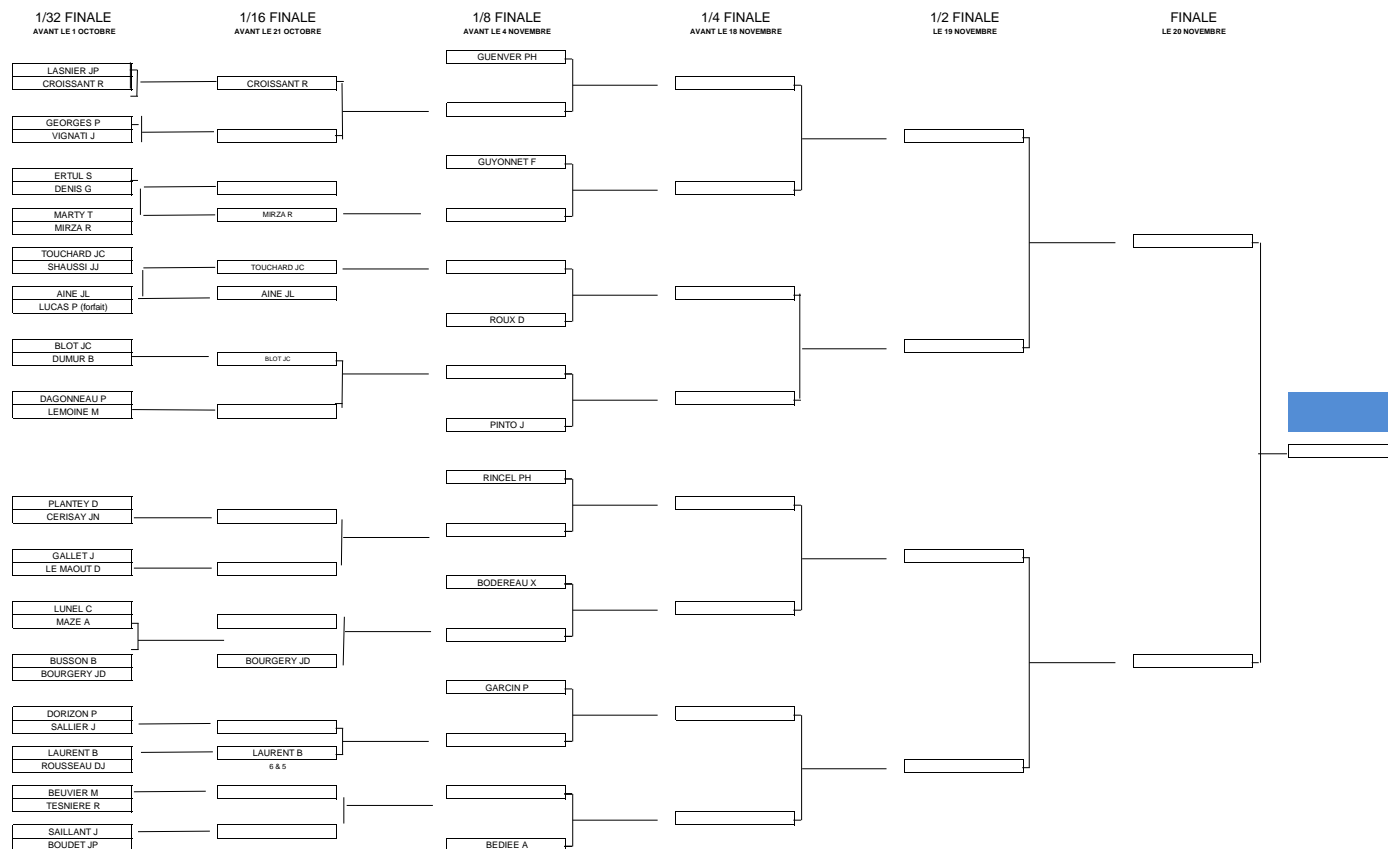 1/32 FINALE
AVANT LE 1 OCTOBRE
1/16 FINALE
AVANT LE 21 OCTOBRE
1/8 FINALE
AVANT LE 4 NOVEMBRE
1/4 FINALE
AVANT LE 18 NOVEMBRE
1/2 FINALE
LE 19 NOVEMBRE
FINALE
LE 20 NOVEMBRE
LASNIER JP
CROISSANT R
GEORGES P
VIGNATI J
ERTUL S
DENIS G
MARTY T
MIRZA R
TOUCHARD JC
SHAUSSI JJ
AINE JL
LUCAS P (forfait)
BLOT JC
DUMUR B
DAGONNEAU P
LEMOINE M
PLANTEY D
CERISAY JN
GALLET J
LE MAOUT D
LUNEL C
MAZE A
BUSSON B
BOURGERY JD
DORIZON P
SALLIER J
LAURENT B
ROUSSEAU DJ
BEUVIER M
TESNIERE R
SAILLANT J
BOUDET JP
CROISSANT R
MIRZA R
TOUCHARD JC
AINE JL
BLOT JC
BOURGERY JD
LAURENT B
6 & 5
GUENVER PH
GUYONNET F
ROUX D
PINTO J
RINCEL PH
BODEREAU X
GARCIN P
BEDIEE A